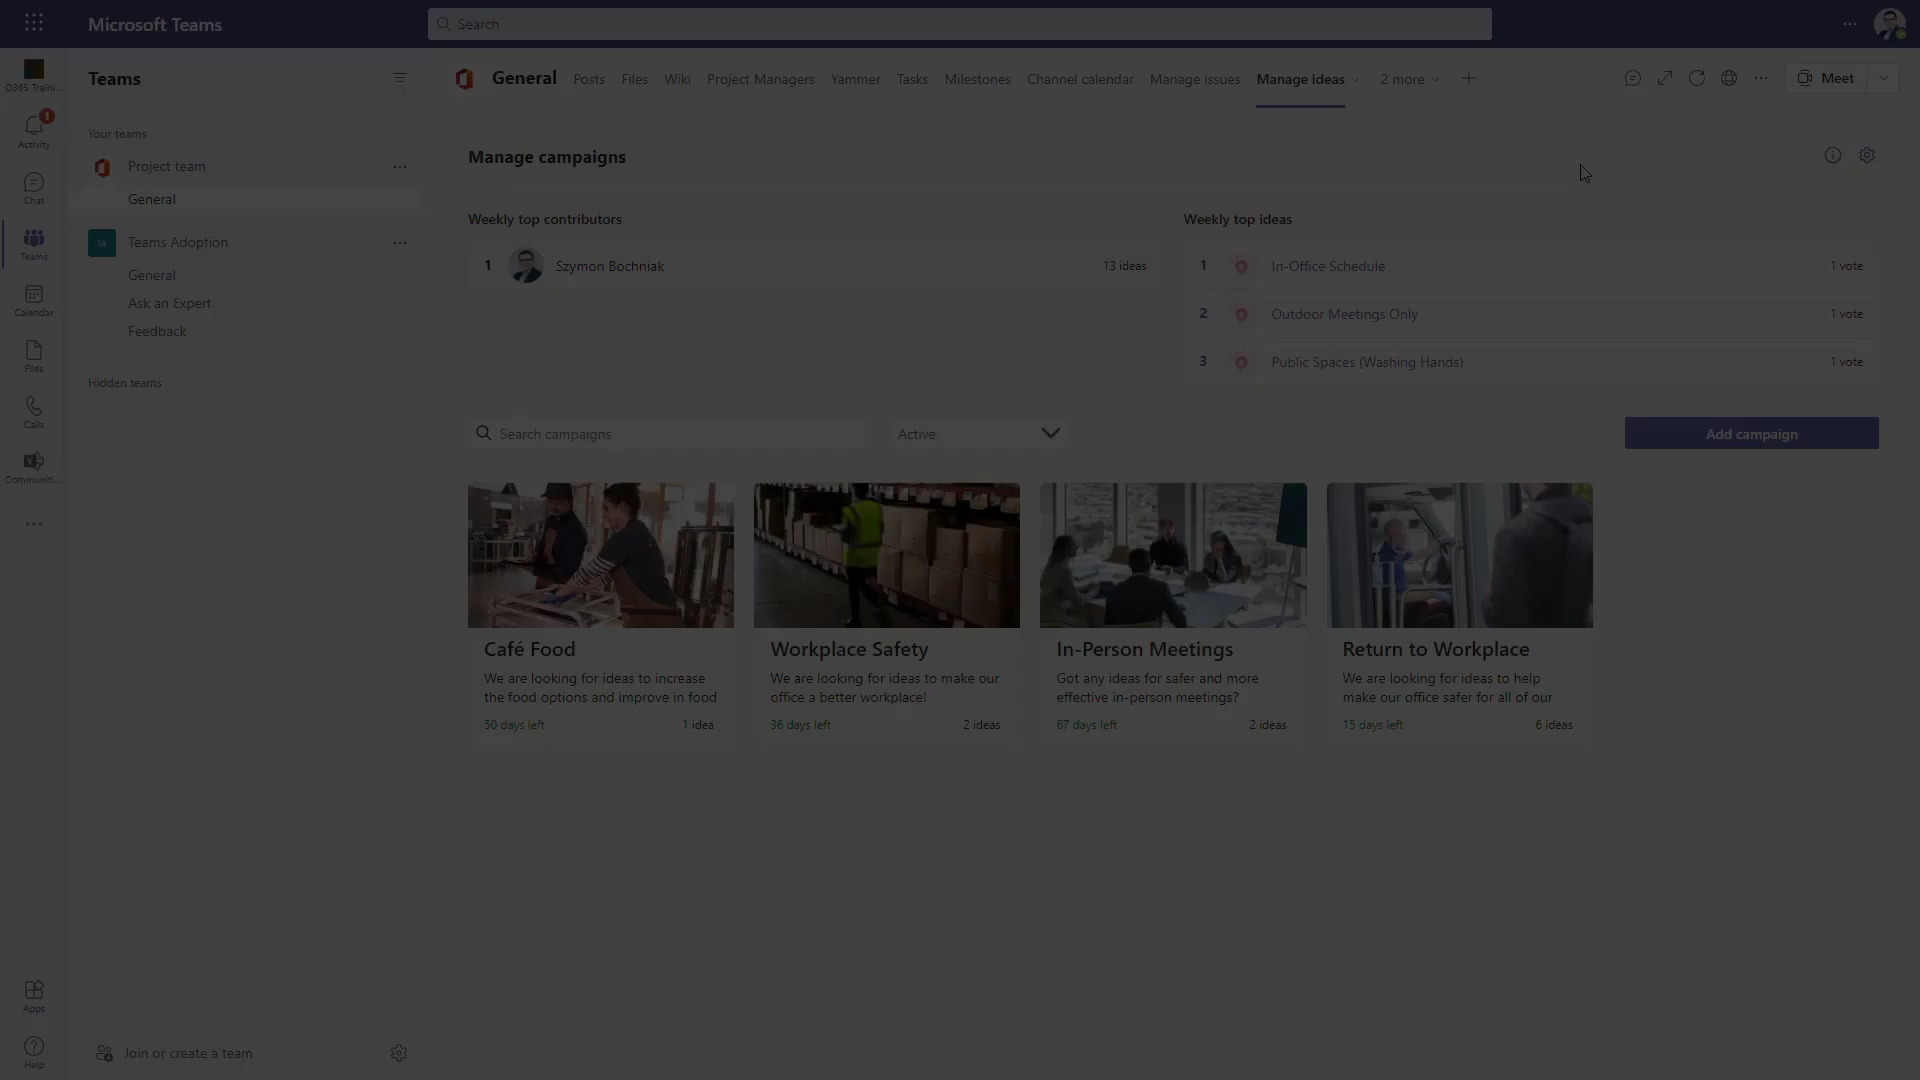 Microsoft Teams
Search
O365 Traini...
Activity
1
Chat
Teams
Calendar
Files
Calls
Communiti...
Apps
Help
Teams
Your teams
Project team
General
TA
Teams Adoption
General
Ask an Expert
Feedback
Hidden teams
Join or create a team
General
Posts
Files
Wiki
Project Managers
Yammer
Tasks
Milestones
Channel calendar
Manage issues
Manage ideas
2 more
Meet
Manage campaigns
Weekly top contributors
1
Szymon Bochniak
13 ideas
Weekly top ideas
1
In-Office Schedule
1 vote
2
Outdoor Meetings Only
1 vote
3
Public Spaces (Washing Hands)
1 vote
Search campaigns
Active
Add campaign
Café Food
We are looking for ideas to increase
the food options and improve in food
50 days left
1 idea
Workplace Safety
We are looking for ideas to make our
office a better workplace!
36 days left
2 ideas
In-Person Meetings
Got any ideas for safer and more
effective in-person meetings?
67 days left
2 ideas
Return to Workplace
We are looking for ideas to help
make our office safer for all of our
15 days left
6 ideas